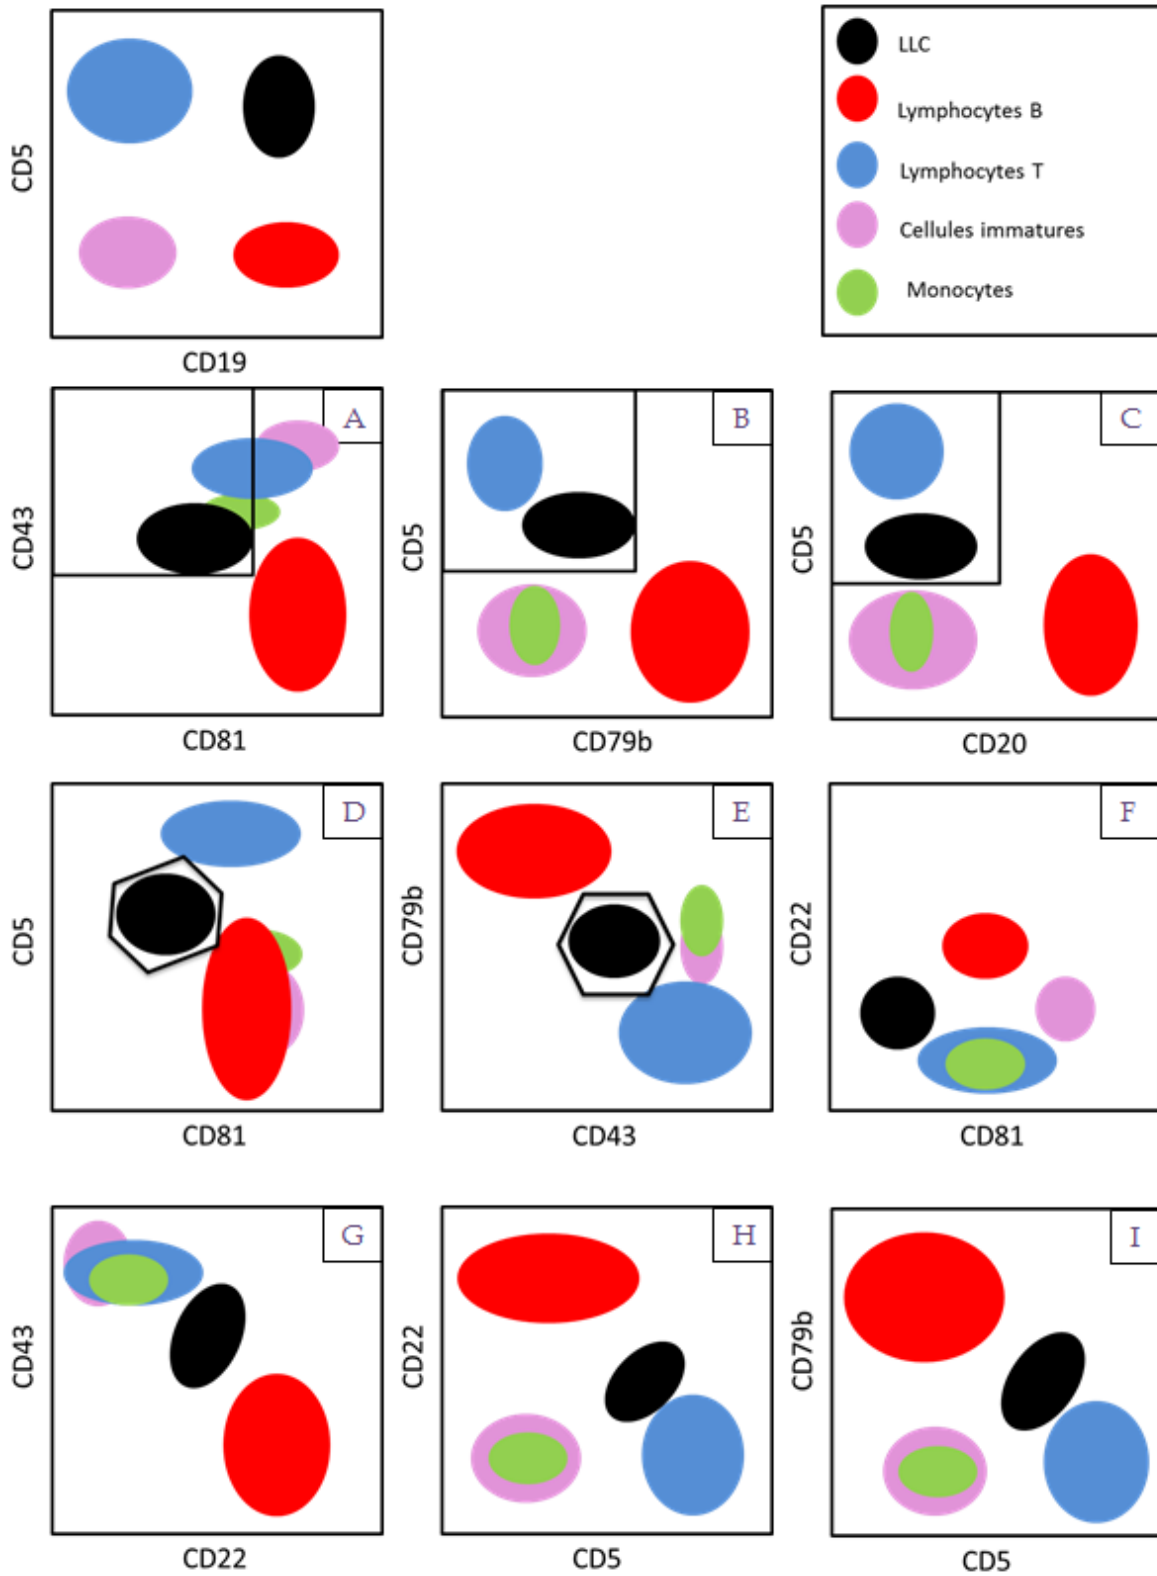 CD5
CD19
LLC
Lymphocytes B
Lymphocytes T
Cellules immatures
Monocytes
A
CD43
CD81
B
CD5
CD79b
C
CD5
CD20
D
CD5
CD81
E
CD79b
CD43
F
CD22
CD81
G
CD43
CD22
H
CD22
CD5
I
CD79b
CD5